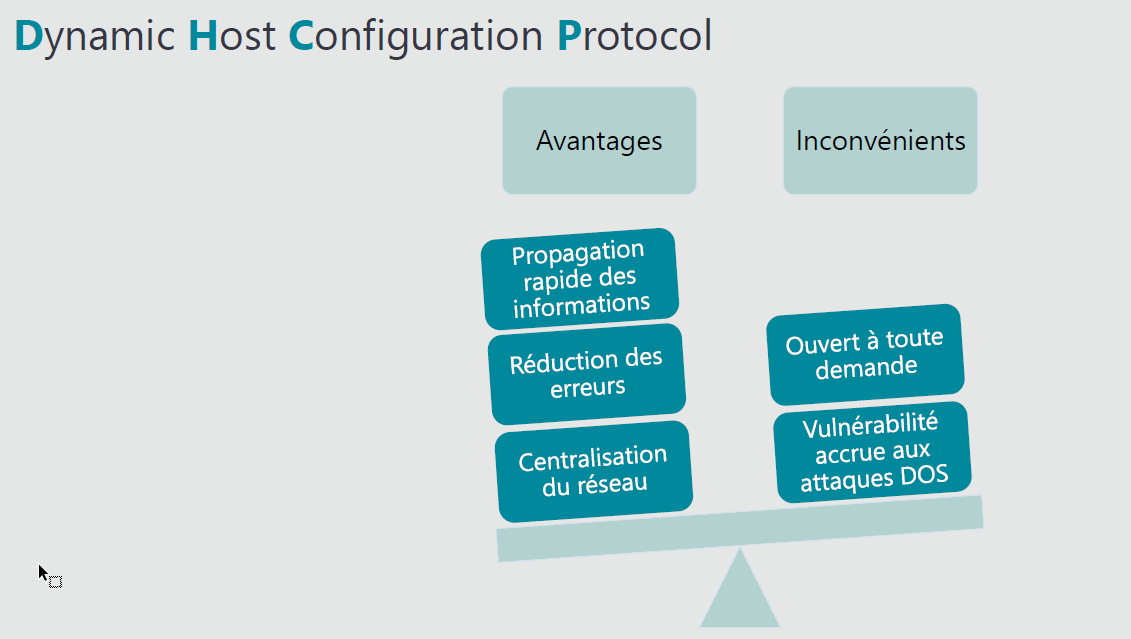 Dynamic Host Configuration Protocol
Avantages
Inconvénients
Propagation
rapide des
informations
Réduction des
erreurs
Centralisation
du réseau
Ouvert à toute
demande
Vulnérabilité
accrue aux
attaques DOS